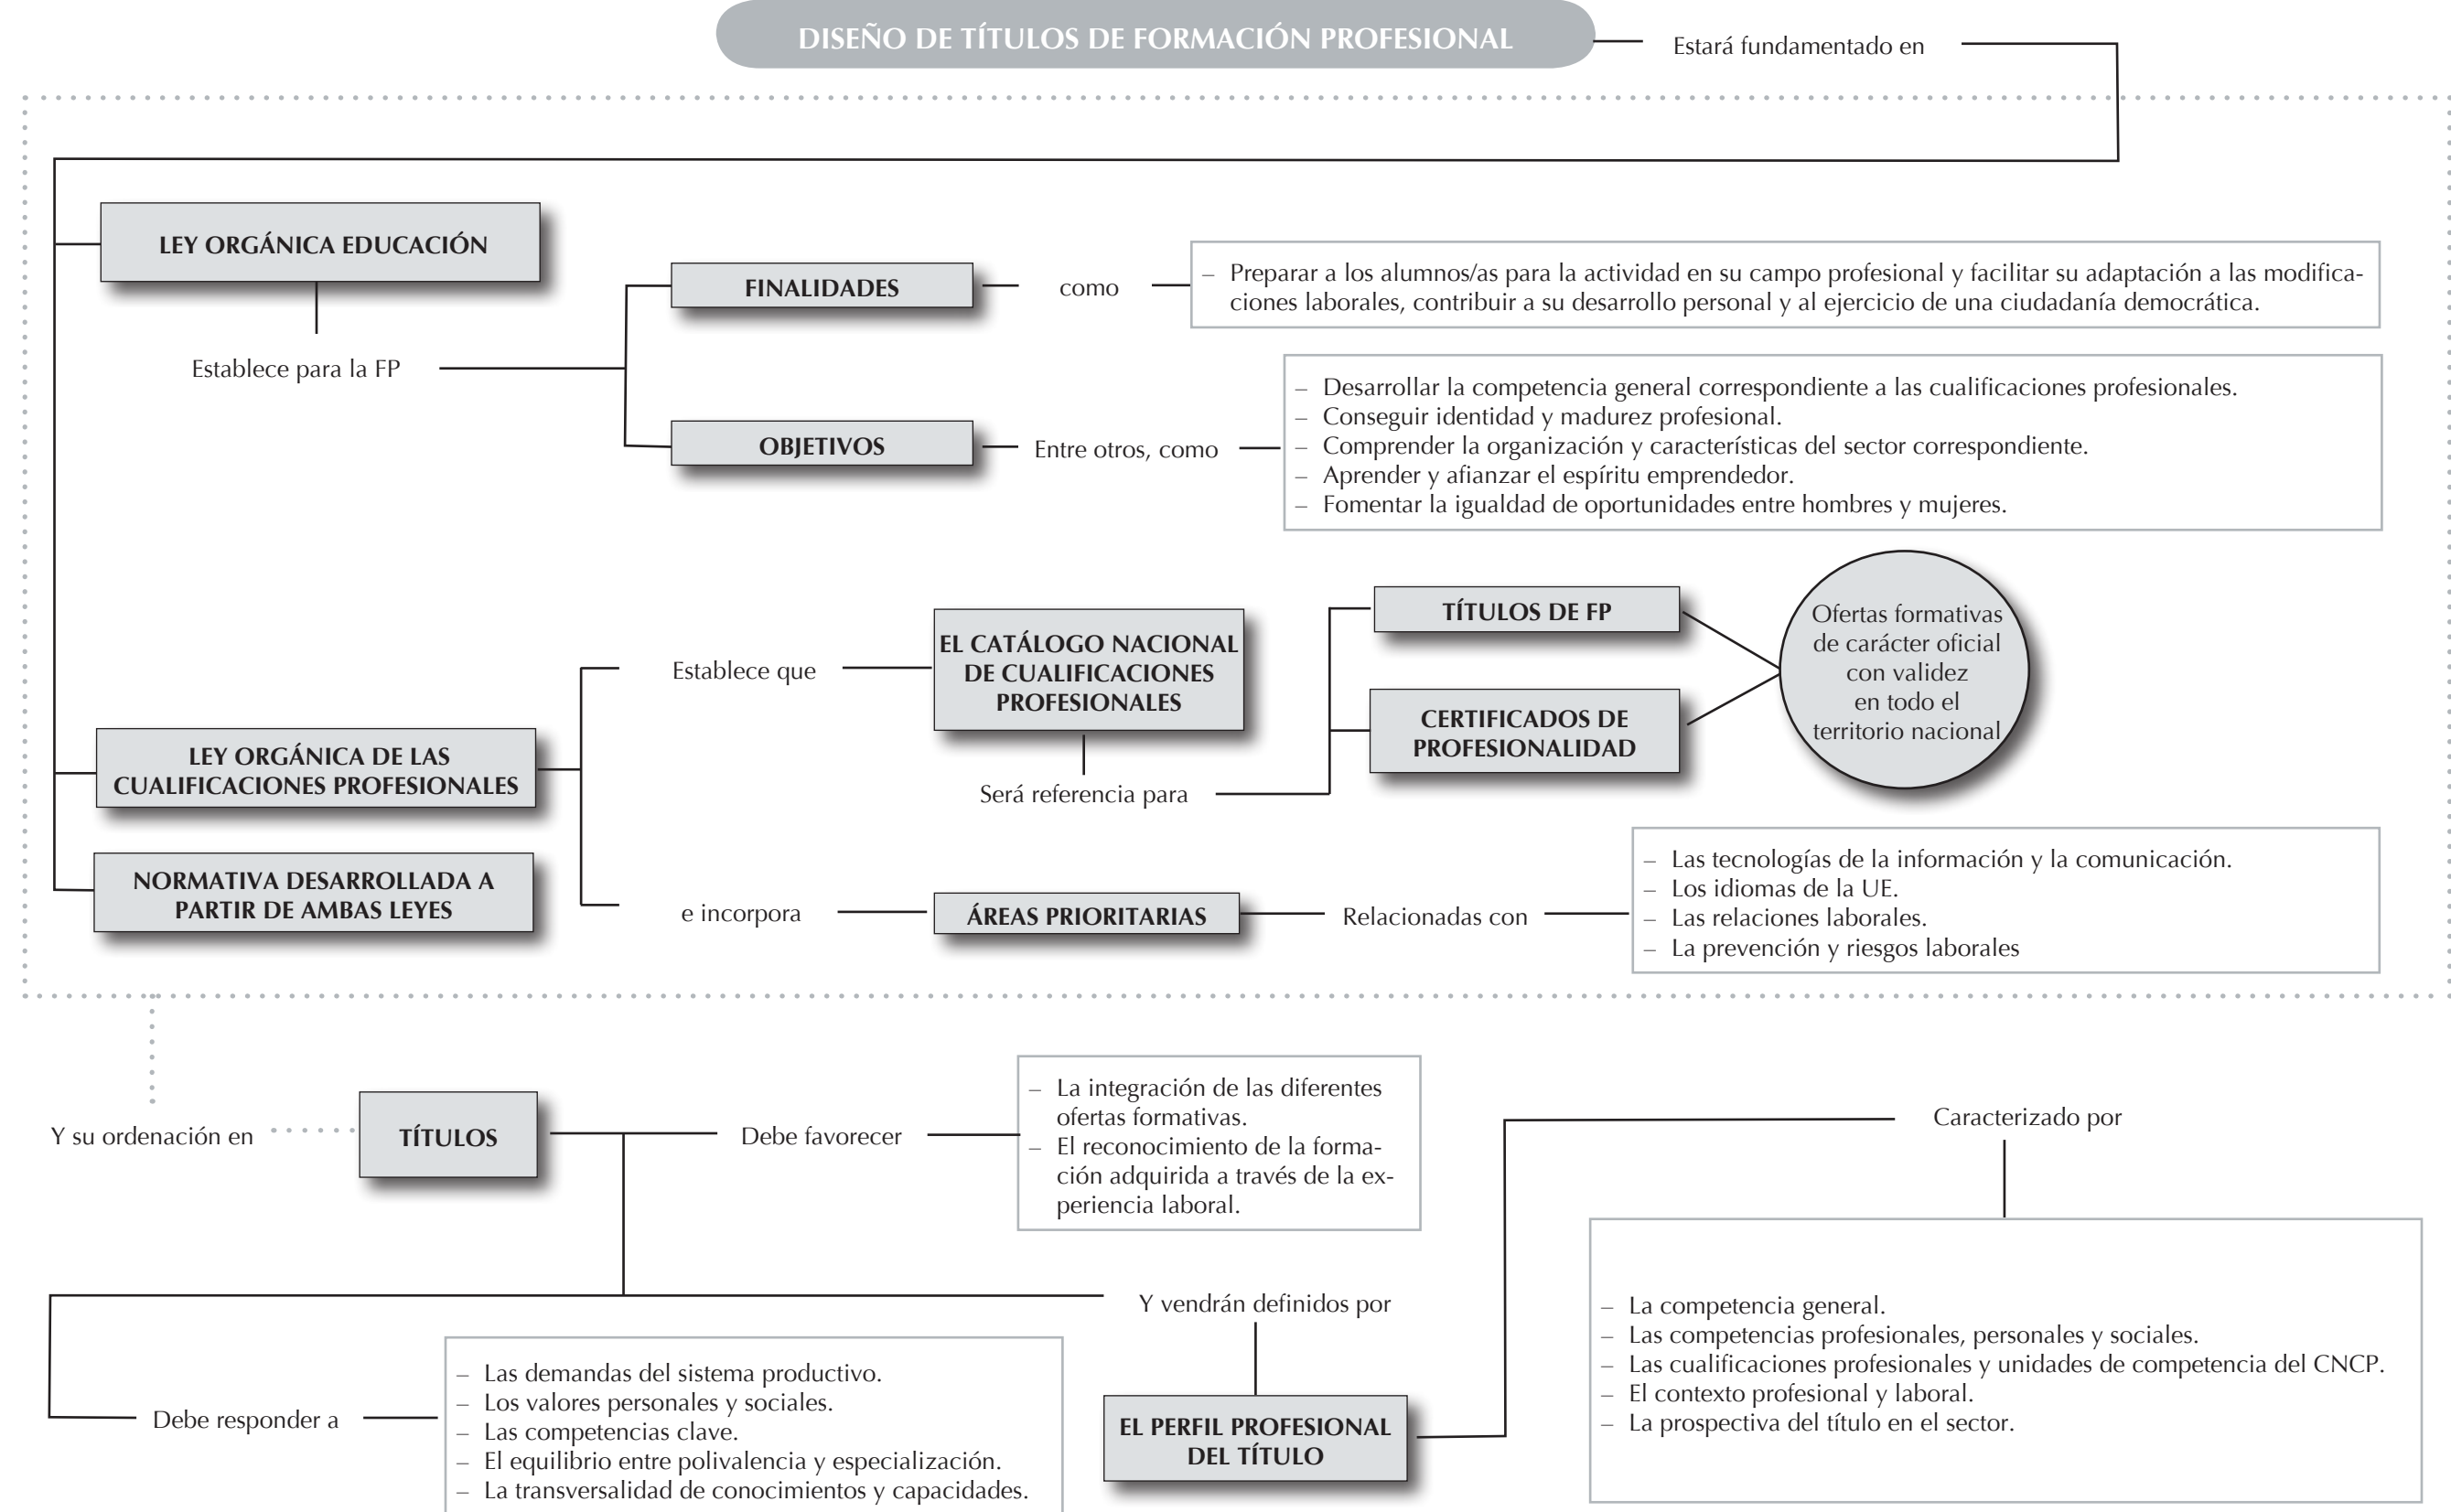 DISEÑO DE TÍTULOS DE FORMACIÓN PROFESIONAL
Estará fundamentado en
LEY ORGÁNICA EDUCACIÓN
Establece para la FP
FINALIDADES
como
– Preparar a los alumnos/as para la actividad en su campo profesional y facilitar su adaptación a las modifica-
ciones laborales, contribuir a su desarrollo personal y al ejercicio de una ciudadanía democrática.
OBJETIVOS
Entre otros, como
– Desarrollar la competencia general correspondiente a las cualificaciones profesionales.
– Conseguir identidad y madurez profesional.
– Comprender la organización y características del sector correspondiente.
– Aprender y afianzar el espíritu emprendedor.
– Fomentar la igualdad de oportunidades entre hombres y mujeres.
LEY ORGÁNICA DE LAS
CUALIFICACIONES PROFESIONALES
Establece que
EL CATÁLOGO NACIONAL
DE CUALIFICACIONES
PROFESIONALES
Será referencia para
TÍTULOS DE FP
CERTIFICADOS DE
PROFESIONALIDAD
Ofertas formativas
de carácter oficial
con validez
en todo el
territorio nacional
NORMATIVA DESARROLLADA A
PARTIR DE AMBAS LEYES
e incorpora
ÁREAS PRIORITARIAS
Relacionadas con
– Las tecnologías de la información y la comunicación.
– Los idiomas de la UE.
– Las relaciones laborales.
– La prevención y riesgos laborales
Y su ordenación en
TÍTULOS
Debe favorecer
– La integración de las diferentes
ofertas formativas.
– El reconocimiento de la forma-
ción adquirida a través de la ex-
periencia laboral.
Debe responder a
– Las demandas del sistema productivo.
– Los valores personales y sociales.
– Las competencias clave.
– El equilibrio entre polivalencia y especialización.
– La transversalidad de conocimientos y capacidades.
Y vendrán definidos por
EL PERFIL PROFESIONAL
DEL TÍTULO
Caracterizado por
– La competencia general.
– Las competencias profesionales, personales y sociales.
– Las cualificaciones profesionales y unidades de competencia del CNCP.
– El contexto profesional y laboral.
– La prospectiva del título en el sector.